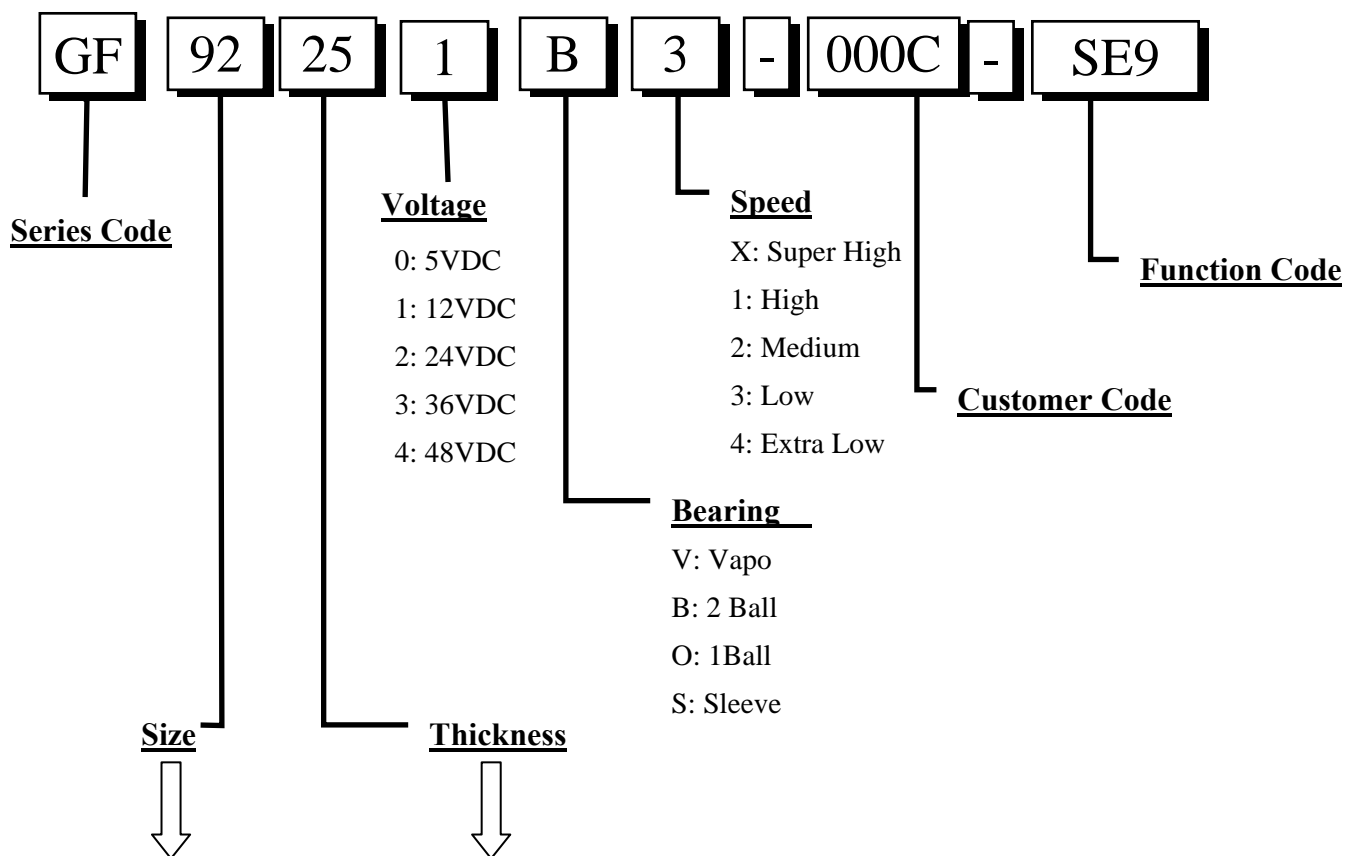 GF 92 25 1 B 3 - 000C - SE9
Series Code
Voltage
0: 5VDC
1: 12VDC
2: 24VDC
3: 36VDC
4: 48VDC
Speed
X: Super High
1: High
2: Medium
3: Low
4: Extra Low
Function Code
Customer Code
Bearing
V: Vapo
B: 2 Ball
O: 1Ball
S: Sleeve
Size
Thickness